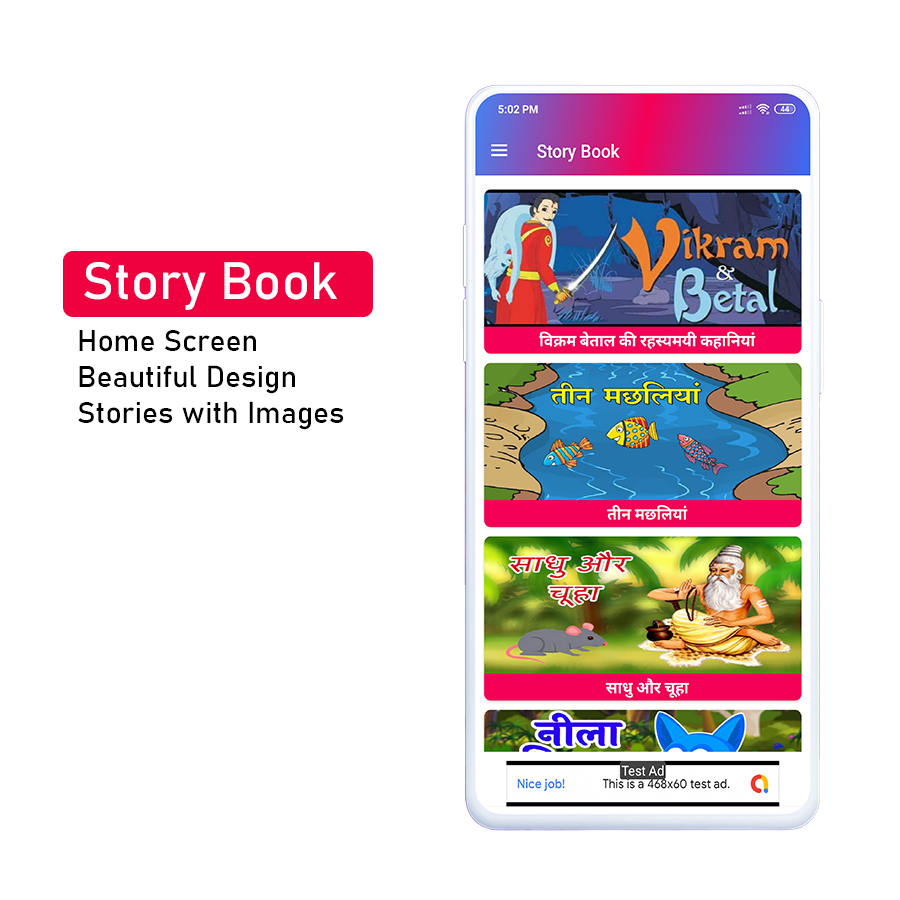 Story Book
Home Screen
Beautiful Design
Stories with Images
5:02 PM
44
Story Book
Vikram
&
Betal
विक्रम बेताल की रहस्यमयी कहानियां
तीन मछलियां
तीन मछलियां
साधु और
चूहा
साधु और चूहा
नीला
Test Ad
Nice job!
This is a 468x60 test ad.